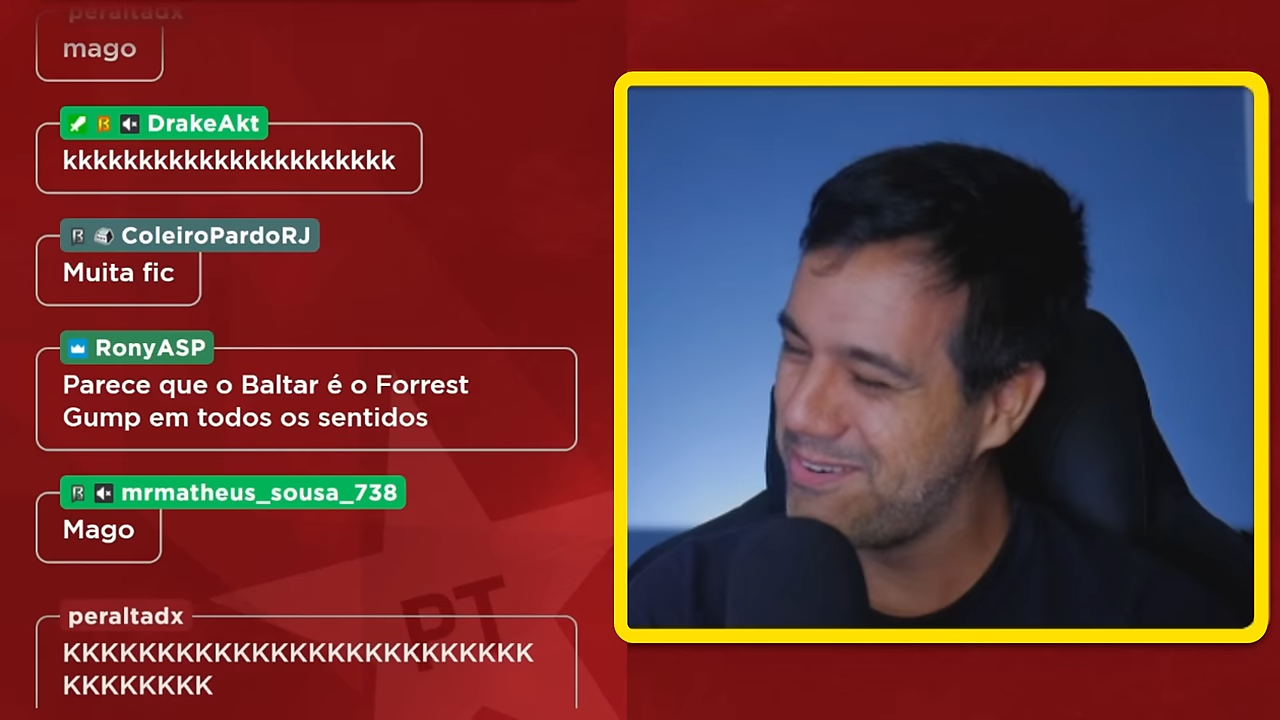 peraltadx
mago
DrakeAkt
kkkkkkkkkkkkkkkkkkkkkk
ColeiroPardoRJ
Muita fic
RonyASP
Parece que o Baltar é o Forrest
Gump em todos os sentidos
mrmatheus_sousa_738
Mago
peraltadx
KKKKKKKKKKKKKKKKKKKKKKKKK
KKKKKKKK
PT